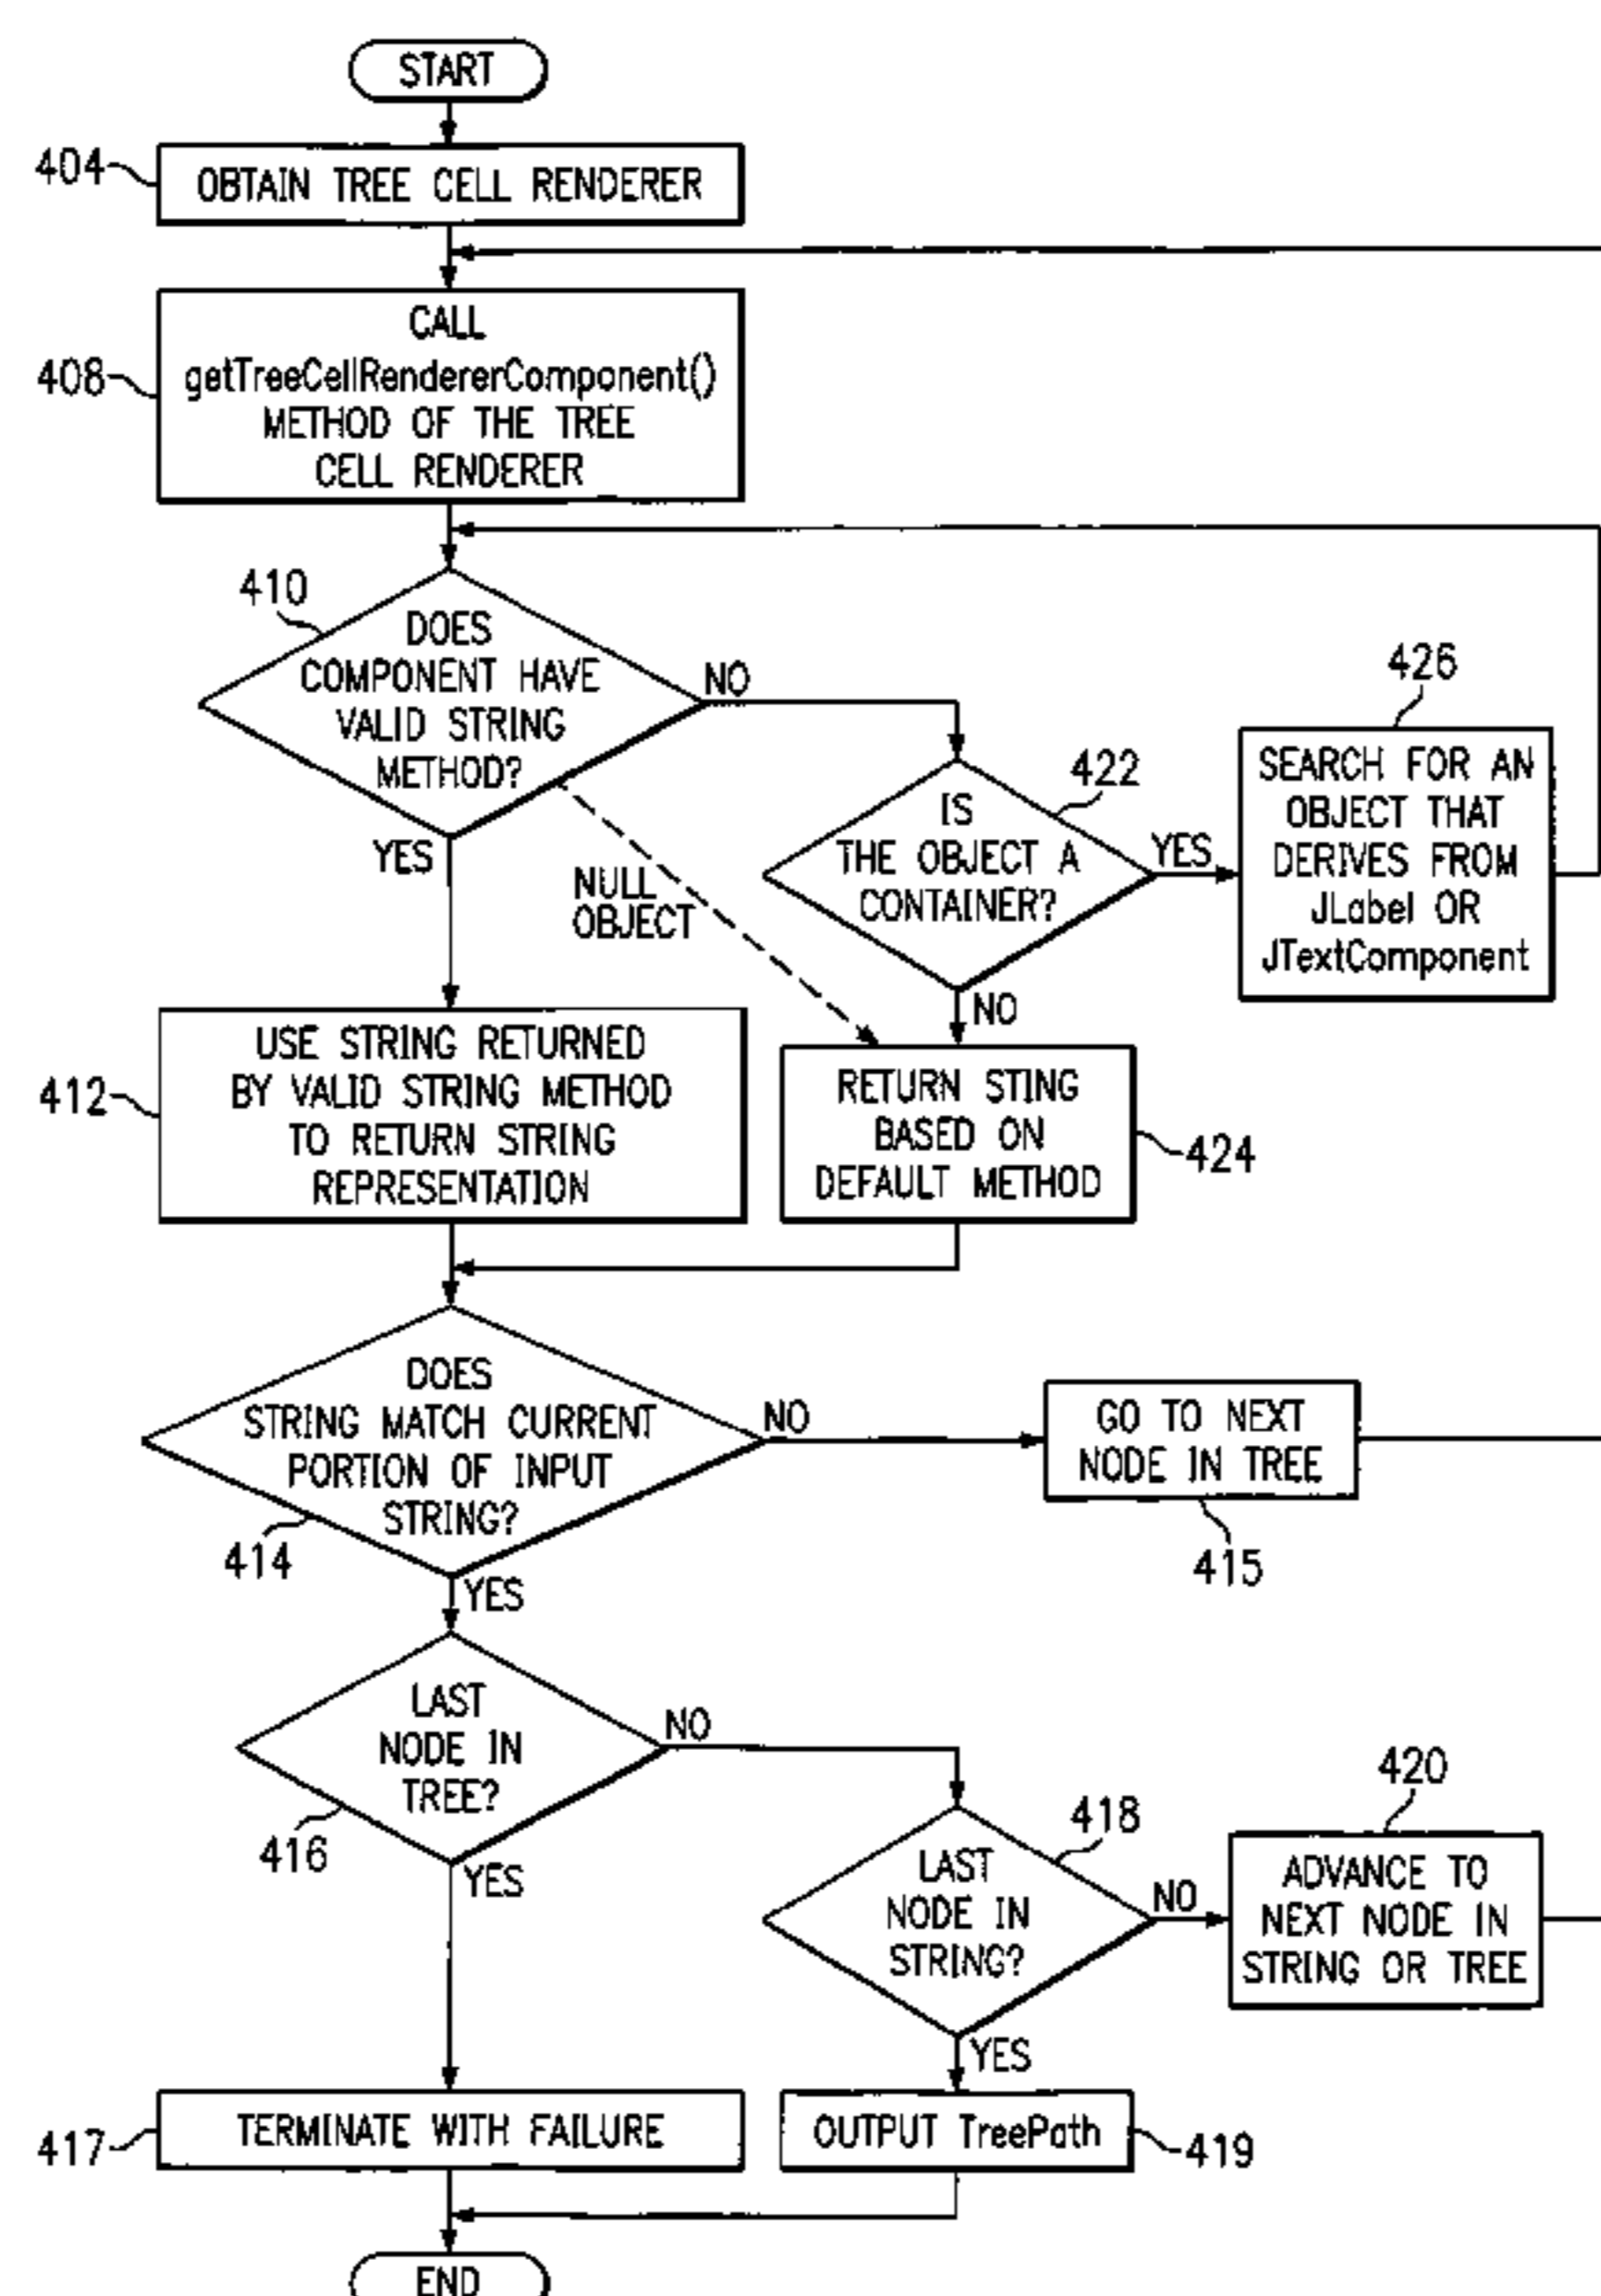 START
404
OBTAIN TREE CELL RENDERER
CALL
408
getTreeCellRendererComponent()
METHOD OF THE TREE
CELL RENDERER
410
DOES
COMPONENT HAVE
VALID STRING
METHOD?
NO
YES
NULL
OBJECT
422
IS
THE OBJECT A
CONTAINER?
YES
NO
426
SEARCH FOR AN
OBJECT THAT
DERIVES FROM
JLabel OR
JTextComponent
412
USE STRING RETURNED
BY VALID STRING METHOD
TO RETURN STRING
REPRESENTATION
RETURN STING
BASED ON
DEFAULT METHOD
424
DOES
STRING MATCH CURRENT
PORTION OF INPUT
STRING?
414
NO
YES
GO TO NEXT
NODE IN TREE
415
LAST
NODE IN
TREE?
416
NO
YES
418
LAST
NODE IN
STRING?
NO
YES
420
ADVANCE TO
NEXT NODE IN
STRING OR TREE
417
TERMINATE WITH FAILURE
OUTPUT TreePath
419
END